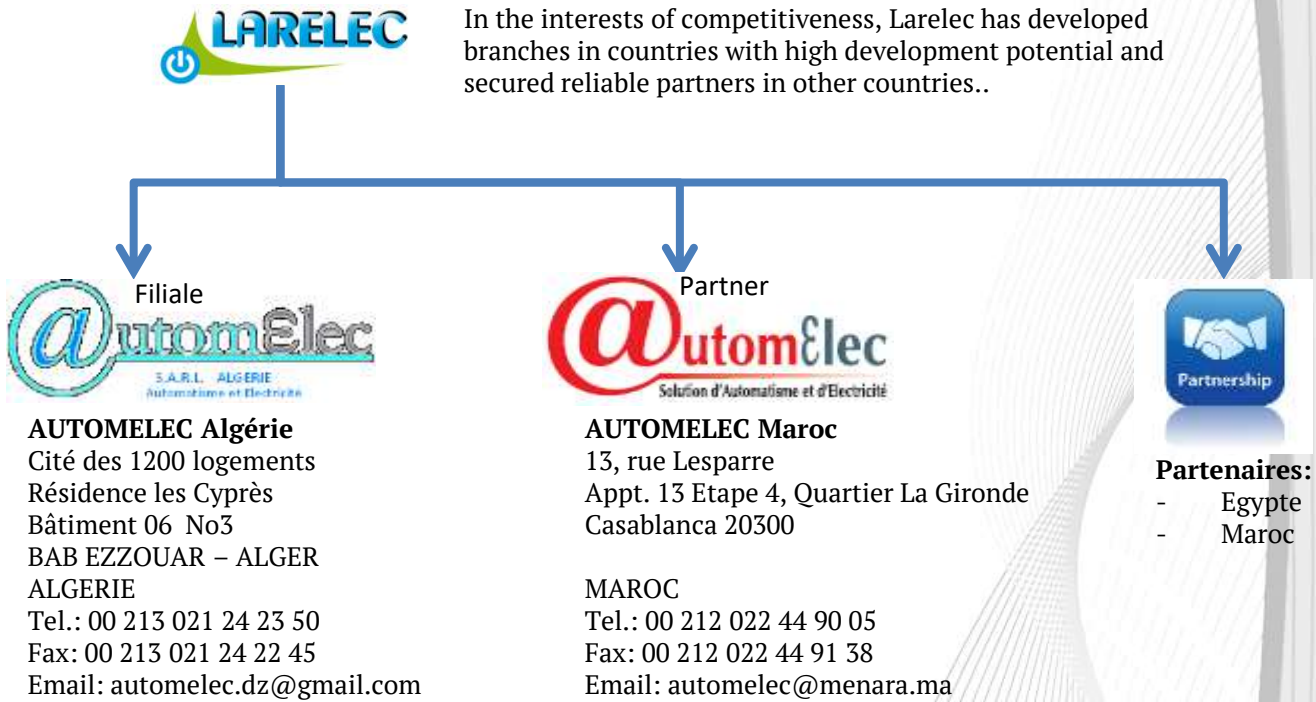 LARELEC
In the interests of competitiveness, Larelec has developed
branches in countries with high development potential and
secured reliable partners in other countries..
Filiale
@utomElec
S.A.R.L. ALGERIE
Automatisme et Electricité
AUTOMELEC Algérie
Cité des 1200 logements
Résidence les Cyprès
Bâtiment 06 No3
BAB EZZOUAR – ALGER
ALGERIE
Tel.: 00 213 021 24 23 50
Fax: 00 213 021 24 22 45
Email: automelec.dz@gmail.com
Partner
@utomƐlec
Solution d'Automatisme et d'Electricité
AUTOMELEC Maroc
13, rue Lesparre
Appt. 13 Etape 4, Quartier La Gironde
Casablanca 20300
MAROC
Tel.: 00 212 022 44 90 05
Fax: 00 212 022 44 91 38
Email: automelec@menara.ma
Partnership
Partenaires:
- Egypte
- Maroc